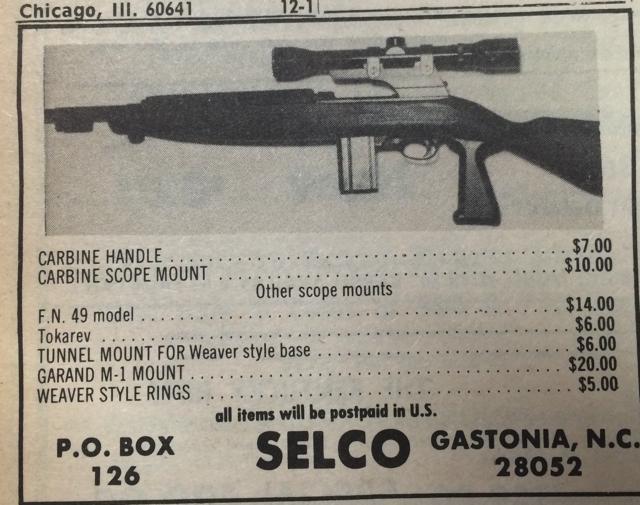 Chicago, Ill. 60641 12-1
CARBINE HANDLE . . . . . . . . . . . . . . . . . . . . . . . . . . . . . . . . $7.00
CARBINE SCOPE MOUNT . . . . . . . . . . . . . . . . . . . . . . . . . . . $10.00
Other scope mounts
F.N. 49 model . . . . . . . . . . . . . . . . . . . . . . . . . . . . . . . . . $14.00
Tokarev . . . . . . . . . . . . . . . . . . . . . . . . . . . . . . . . . . . . . $6.00
TUNNEL MOUNT FOR Weaver style base . . . . . . . . . . . . . . . . $6.00
GARAND M-1 MOUNT . . . . . . . . . . . . . . . . . . . . . . . . . . . . $20.00
WEAVER STYLE RINGS . . . . . . . . . . . . . . . . . . . . . . . . . . . . $5.00
all items will be postpaid in U.S.
P.O. BOX
126
SELCO
GASTONIA, N.C.
28052